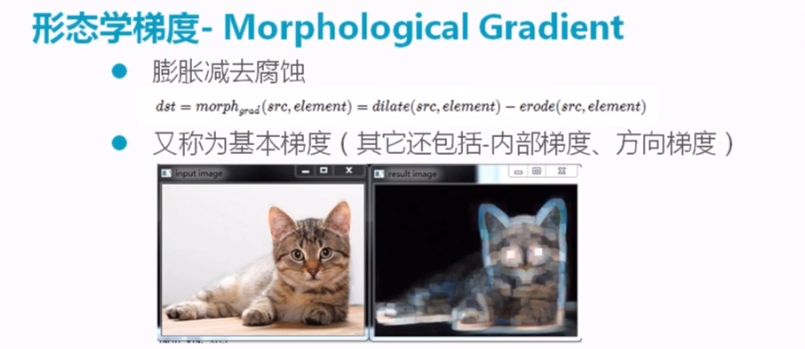 形态学梯度- Morphological Gradient
膨胀减去腐蚀
dst = morph_grad(src, element) = dilate(src, element) − erode(src, element)
又称为基本梯度（其它还包括-内部梯度、方向梯度）
input image
result image